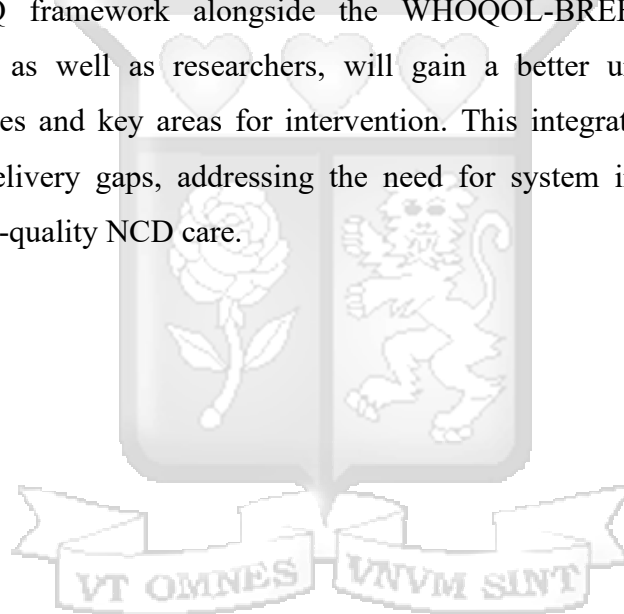 Q framework alongside the WHOQOL-BREF
as well as researchers, will gain a better u
es and key areas for intervention. This integrat
elivery gaps, addressing the need for system i
-quality NCD care.
VT OMNES VNVM SINT